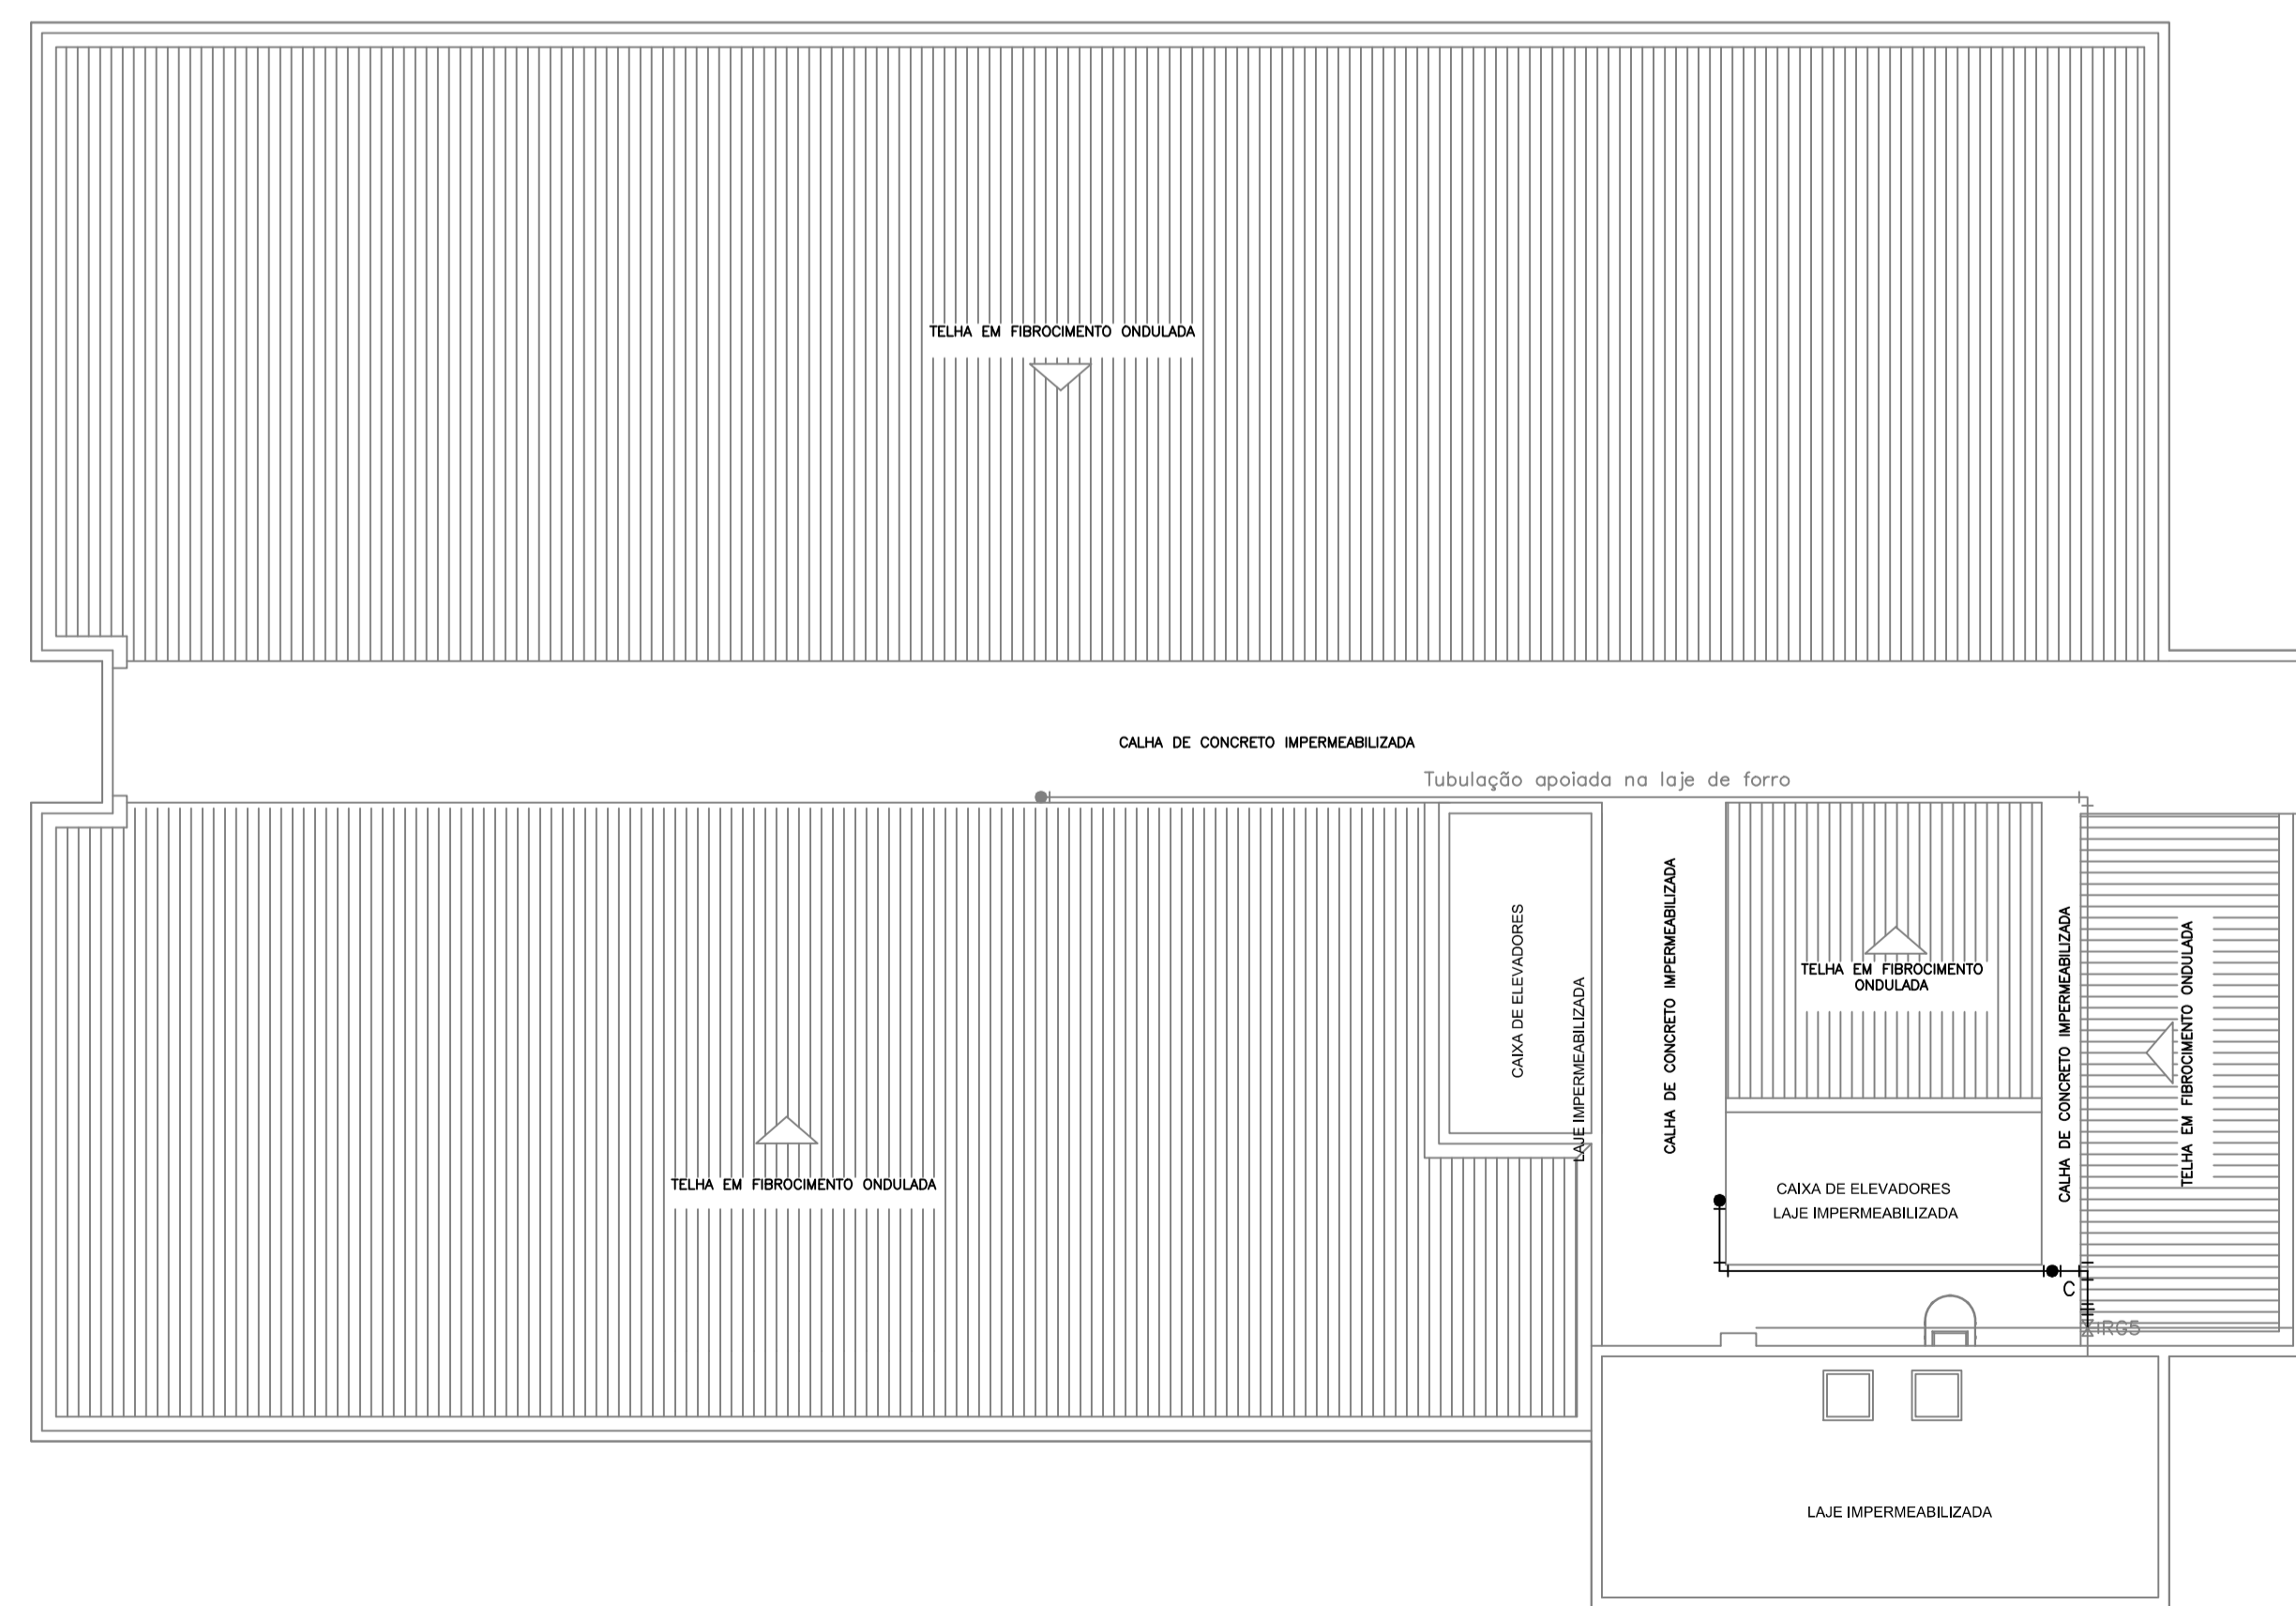 TELHA EM FIBROCIMENTO ONDULADA
CALHA DE CONCRETO IMPERMEABILIZADA
Tubulação apoiada na laje de forro
CAIXA DE ELEVADORES
LAJE IMPERMEABILIZADA
CALHA DE CONCRETO IMPERMEABILIZADA
TELHA EM FIBROCIMENTO
ONDULADA
CALHA DE CONCRETO IMPERMEABILIZADA
TELHA EM FIBROCIMENTO ONDULADA
TELHA EM FIBROCIMENTO ONDULADA
CAIXA DE ELEVADORES
LAJE IMPERMEABILIZADA
C
IRG5
LAJE IMPERMEABILIZADA